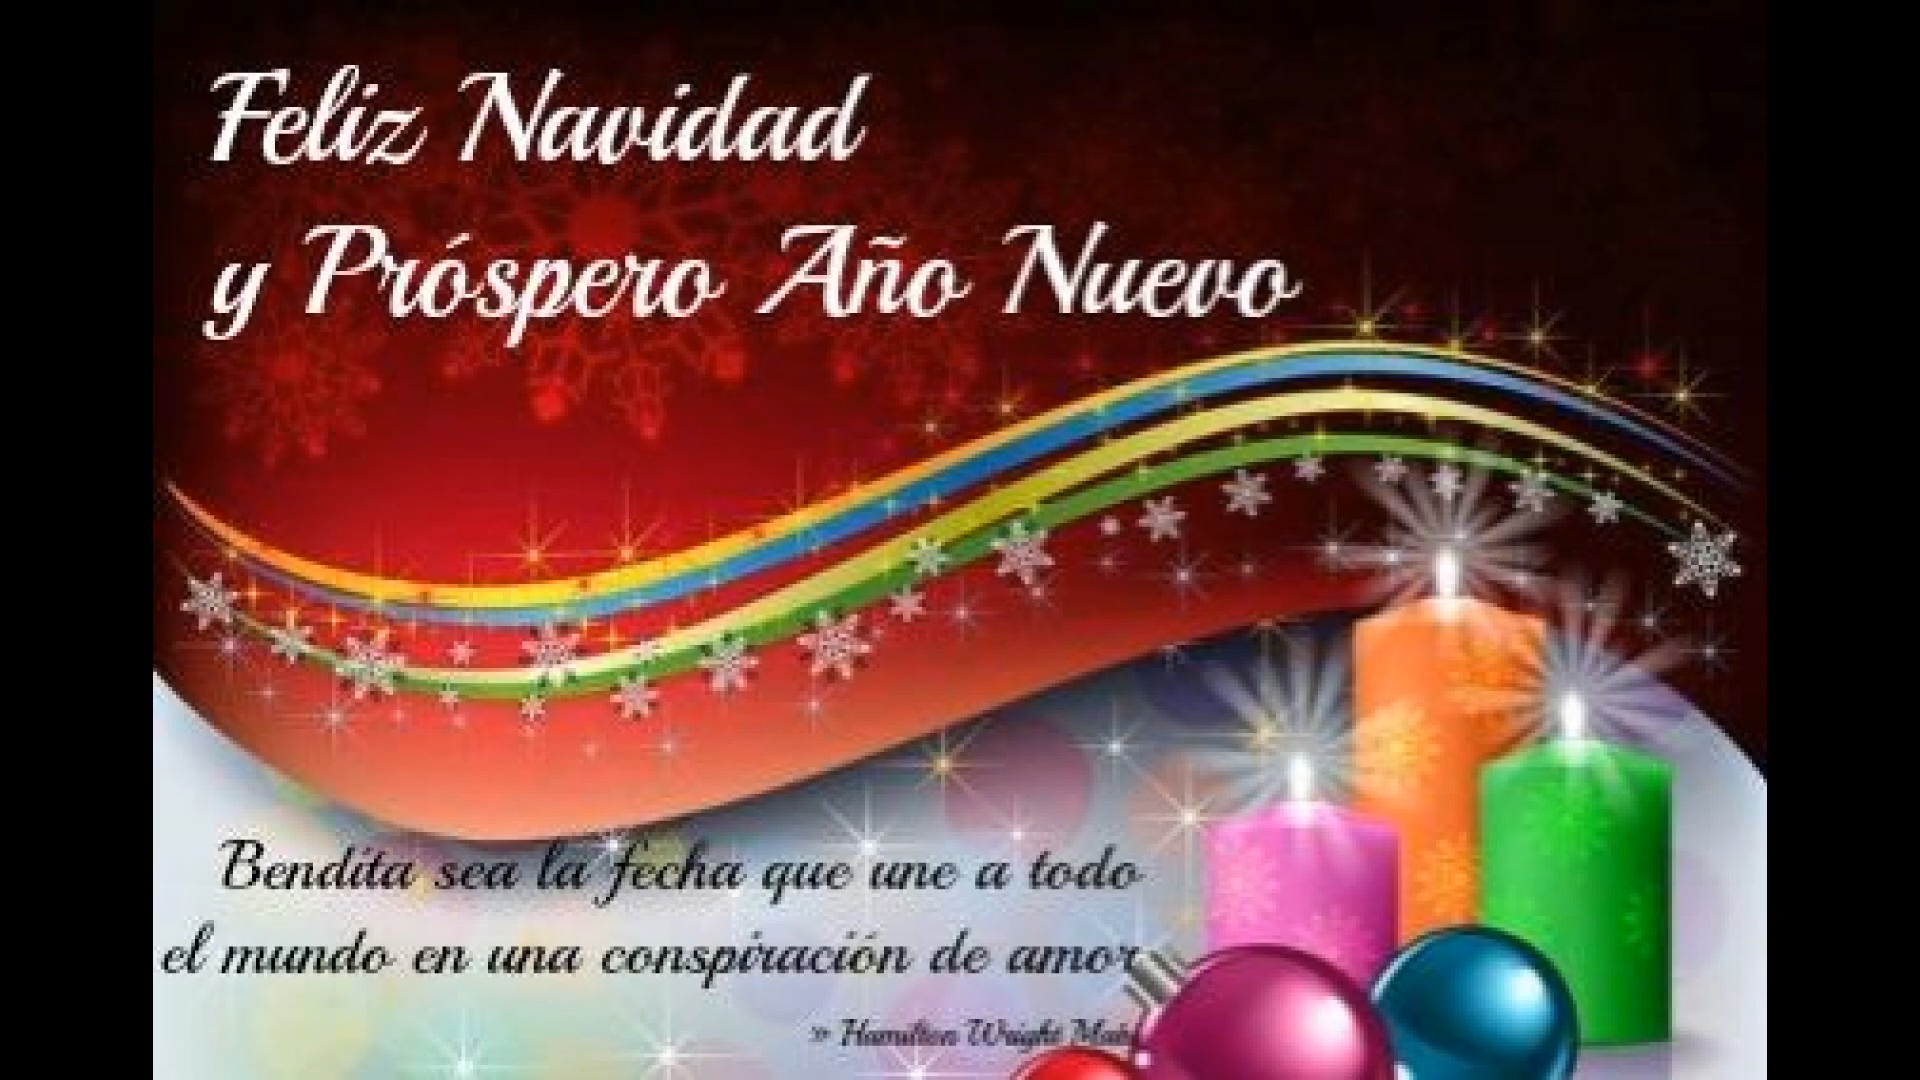 Feliz Navidad
y Próspero Año Nuevo
Bendita sea la fecha que une a todo
el mundo en una conspiración de amor
» Hamilton Wright